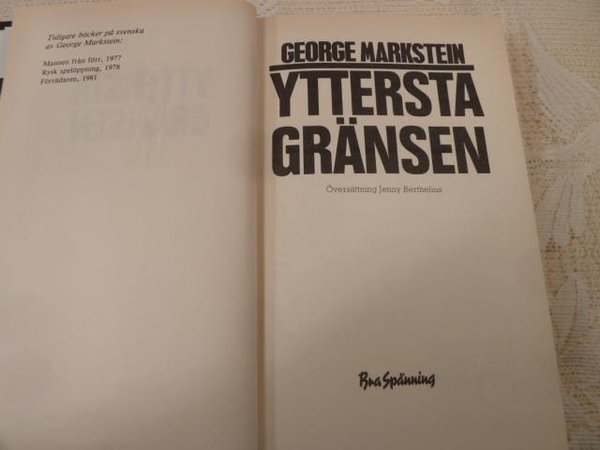 Tidigare böcker på svenska
av George Markstein:
Mannen från förr, 1977
Rysk spelöppning, 1978
Förrädaren, 1981
GEORGE MARKSTEIN
YTTERSTA
GRÄNSEN
Översättning Jenny Berthelius
Bra Spänning